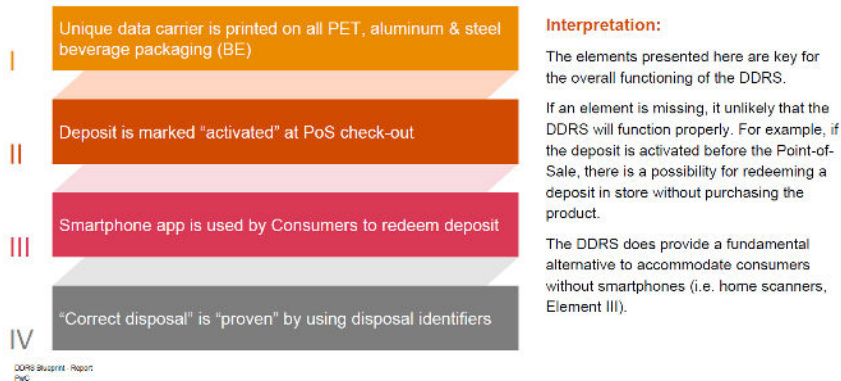 I
Unique data carrier is printed on all PET, aluminum & steel
beverage packaging (BE)
II
Deposit is marked “activated” at PoS check-out
III
Smartphone app is used by Consumers to redeem deposit
IV
“Correct disposal” is “proven” by using disposal identifiers
DDRS Blueprint - Report
PwC
Interpretation:
The elements presented here are key for
the overall functioning of the DDRS.
If an element is missing, it unlikely that the
DDRS will function properly. For example, if
the deposit is activated before the Point-of-
Sale, there is a possibility for redeeming a
deposit in store without purchasing the
product.
The DDRS does provide a fundamental
alternative to accommodate consumers
without smartphones (i.e. home scanners,
Element III).